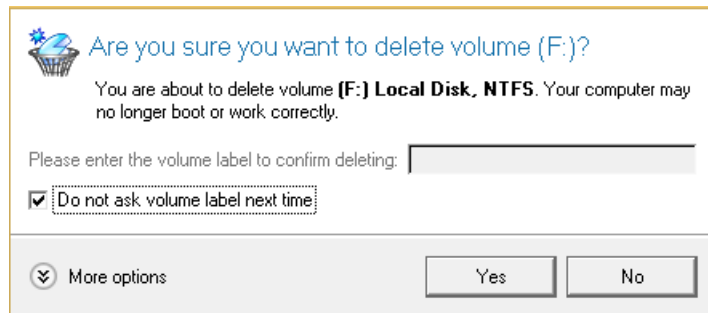 Are you sure you want to delete volume (F:)?
You are about to delete volume (F:) Local Disk, NTFS. Your computer may
no longer boot or work correctly.
Please enter the volume label to confirm deleting:
Do not ask volume label next time
More options
Yes
No